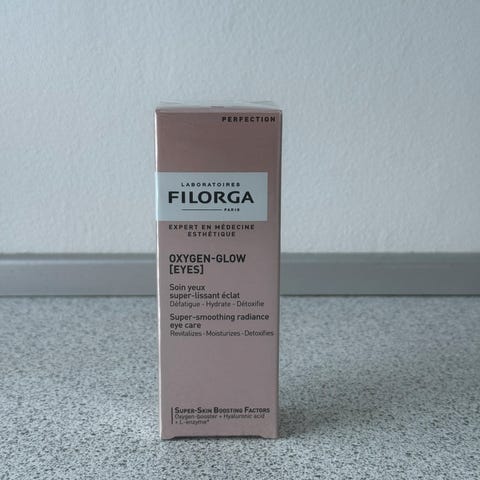 PERFECTION
LABORATOIRES
FILORGA
PARIS
EXPERT EN MÉDECINE
ESTHÉTIQUE
OXYGEN-GLOW
[EYES]
Soin yeux
super-lissant éclat
Défatigue - Hydrate - Détoxifie
Super-smoothing radiance
eye care
Revitalizes - Moisturizes - Detoxifies
SUPER-SKIN BOOSTING FACTORS
Oxygen-booster + Hyaluronic acid
+ L-enzyme*